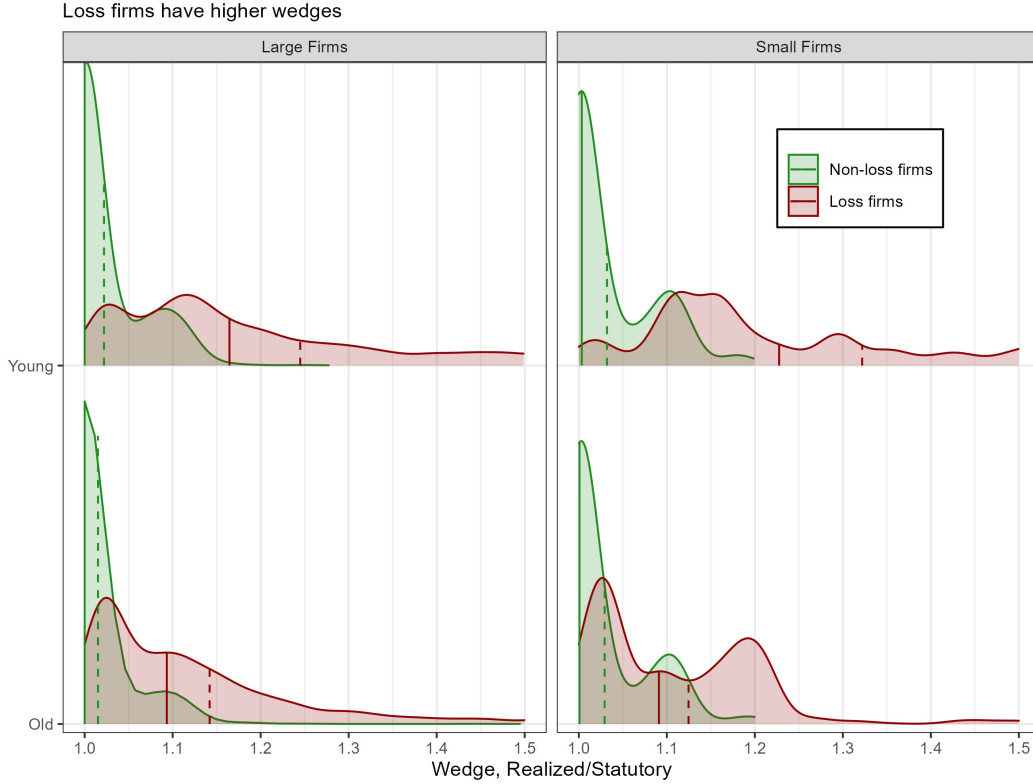 Loss firms have higher wedges
Large Firms
Small Firms
Non-loss firms
Loss firms
Young
Old
1.0 1.1 1.2 1.3 1.4 1.5
1.0 1.1 1.2 1.3 1.4 1.5
Wedge, Realized/Statutory